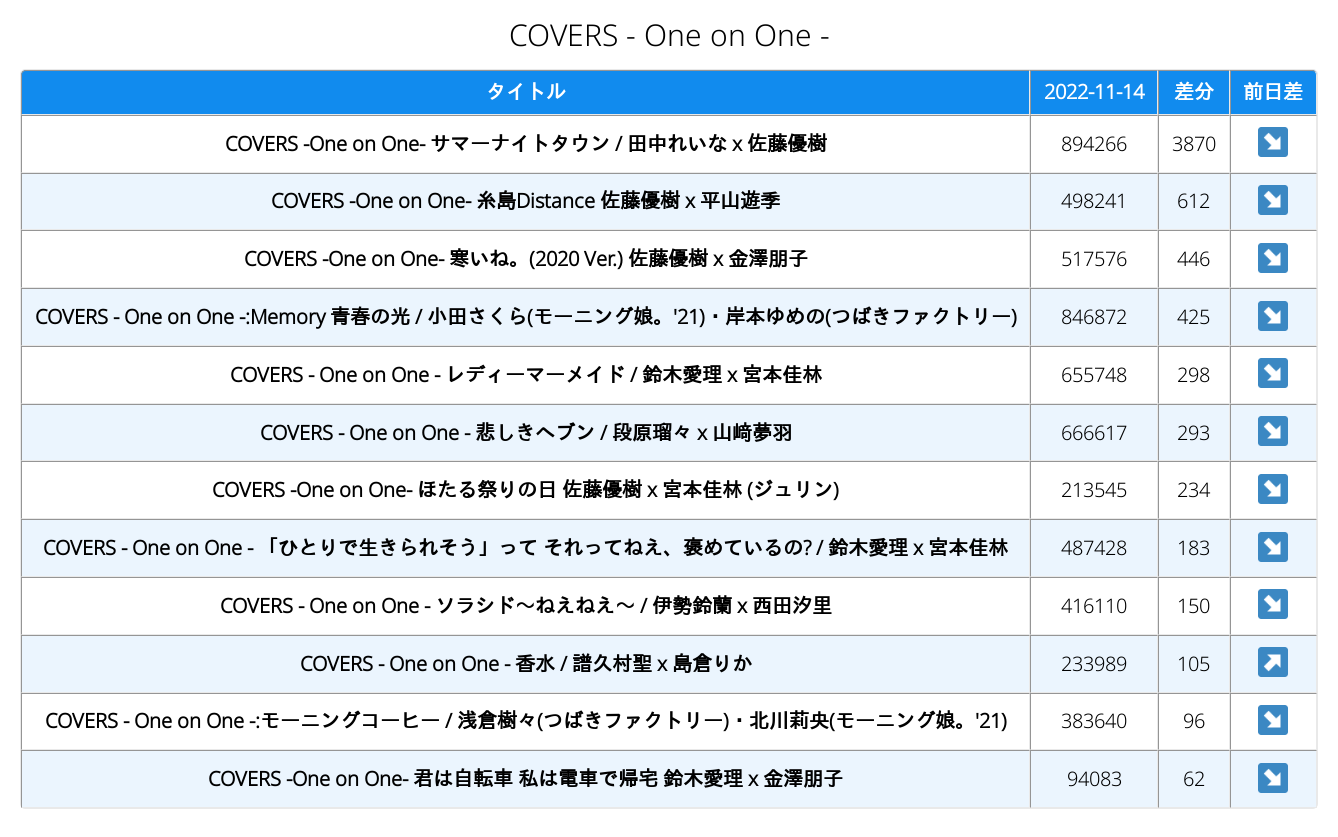 COVERS - One on One -
タイトル 2022-11-14 差分 前日差
COVERS -One on One- サマーナイトタウン / 田中れいな x 佐藤優樹 894266 3870 ↘
COVERS -One on One- 糸島Distance 佐藤優樹 x 平山遊季 498241 612 ↘
COVERS -One on One- 寒いね。(2020 Ver.) 佐藤優樹 x 金澤朋子 517576 446 ↘
COVERS - One on One -:Memory 青春の光 / 小田さくら(モーニング娘。'21)・岸本ゆめの(つばきファクトリー) 846872 425 ↘
COVERS - One on One - レディーマーメイド / 鈴木愛理 x 宮本佳林 655748 298 ↘
COVERS - One on One - 悲しきヘブン / 段原瑠々 x 山﨑夢羽 666617 293 ↘
COVERS -One on One- ほたる祭りの日 佐藤優樹 x 宮本佳林 (ジュリン) 213545 234 ↘
COVERS - One on One - 「ひとりで生きられそう」って それってねえ、褒めているの? / 鈴木愛理 x 宮本佳林 487428 183 ↘
COVERS - One on One - ソラシド〜ねえねえ〜 / 伊勢鈴蘭 x 西田汐里 416110 150 ↘
COVERS - One on One - 香水 / 譜久村聖 x 島倉りか 233989 105 ↗
COVERS - One on One -:モーニングコーヒー / 浅倉樹々(つばきファクトリー)・北川莉央(モーニング娘。'21) 383640 96 ↘
COVERS -One on One- 君は自転車 私は電車で帰宅 鈴木愛理 x 金澤朋子 94083 62 ↘